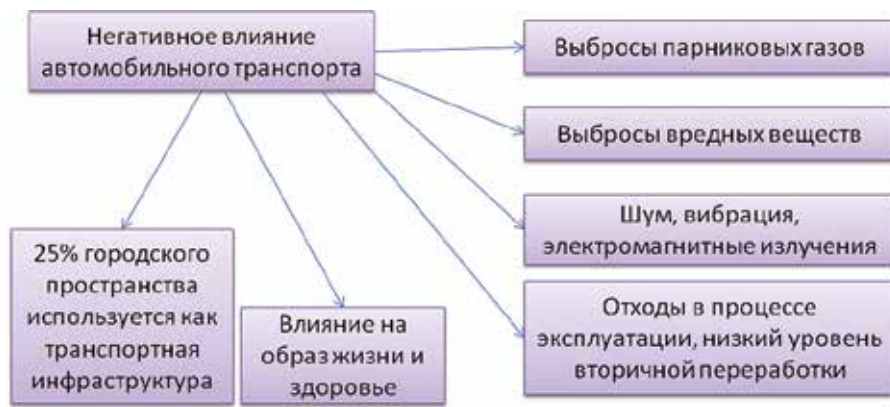 Негативное влияние
автомобильного транспорта
Выбросы парниковых газов
Выбросы вредных веществ
Шум, вибрация,
электромагнитные излучения
Отходы в процессе
эксплуатации, низкий уровень
вторичной переработки
25% городского
пространства
используется как
транспортная
инфраструктура
Влияние на
образ жизни и
здоровье